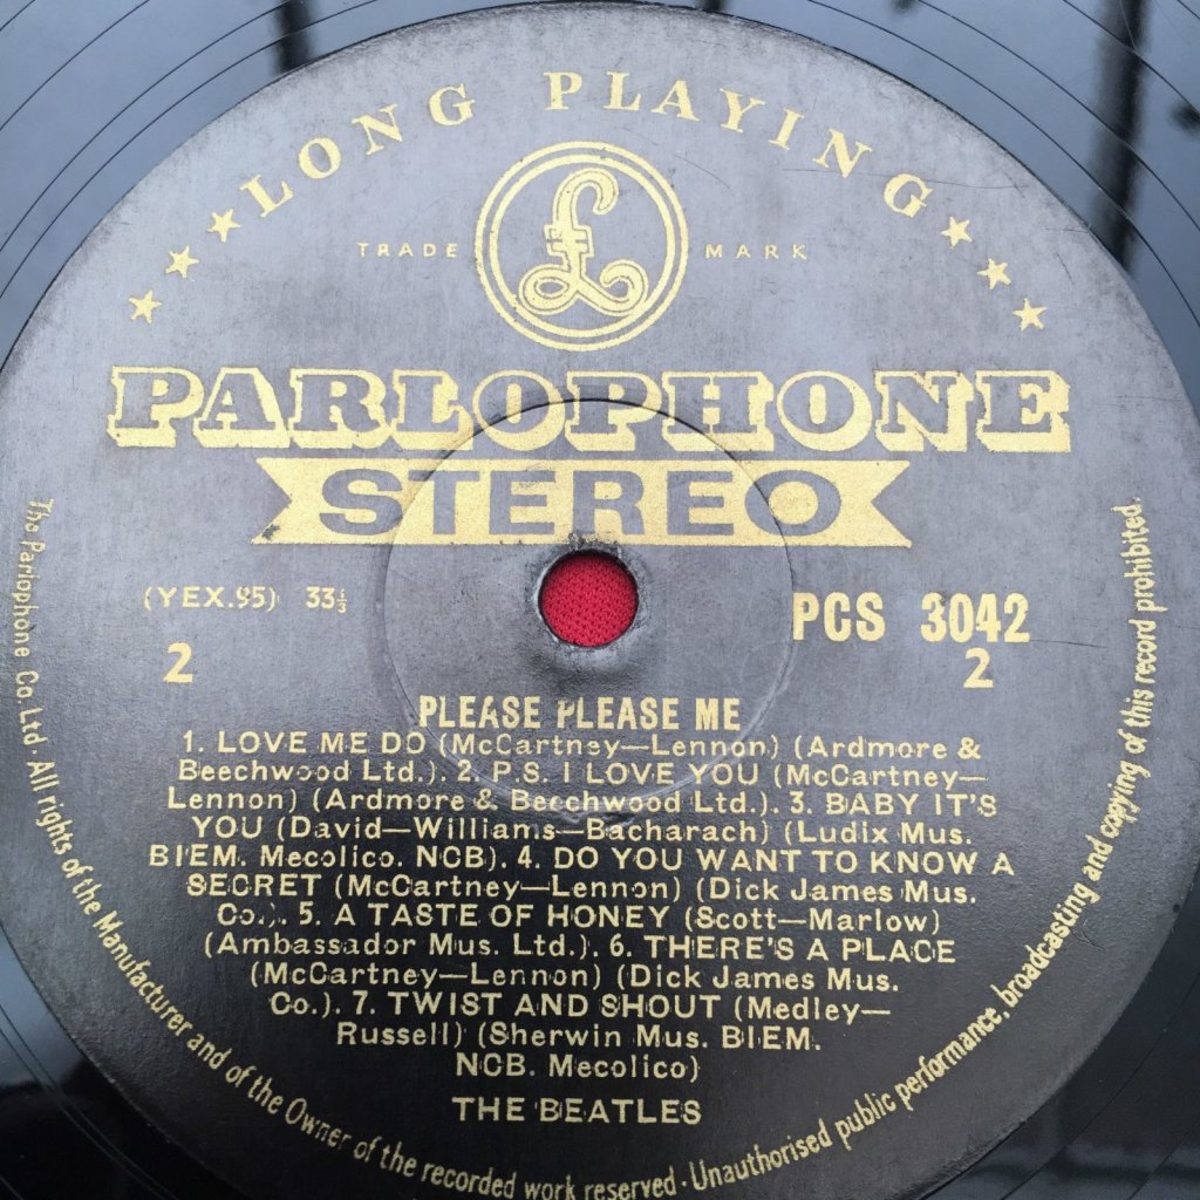 LONG PLAYING
TRADE £ MARK
PARLOPHONE
STEREO
(YEX.95) 33⅓
PCS 3042
2
2
PLEASE PLEASE ME
1. LOVE ME DO (McCartney—Lennon) (Ardmore &
Beechwood Ltd.). 2. P.S. I LOVE YOU (McCartney—
Lennon) (Ardmore & Beechwood Ltd.). 3. BABY IT'S
YOU (David—Williams—Bacharach) (Ludix Mus.
BIEM. Mecolico. NCB). 4. DO YOU WANT TO KNOW A
SECRET (McCartney—Lennon) (Dick James Mus.
Co.). 5. A TASTE OF HONEY (Scott—Marlow)
(Ambassador Mus. Ltd.). 6. THERE'S A PLACE
(McCartney—Lennon) (Dick James Mus.
Co.). 7. TWIST AND SHOUT (Medley—
Russell) (Sherwin Mus. BIEM.
NCB. Mecolico)
THE BEATLES
The Parlophone Co. Ltd · All rights of the Manufacturer and of the Owner of the recorded work reserved · Unauthorised public performance, broadcasting and copying of this record prohibited.